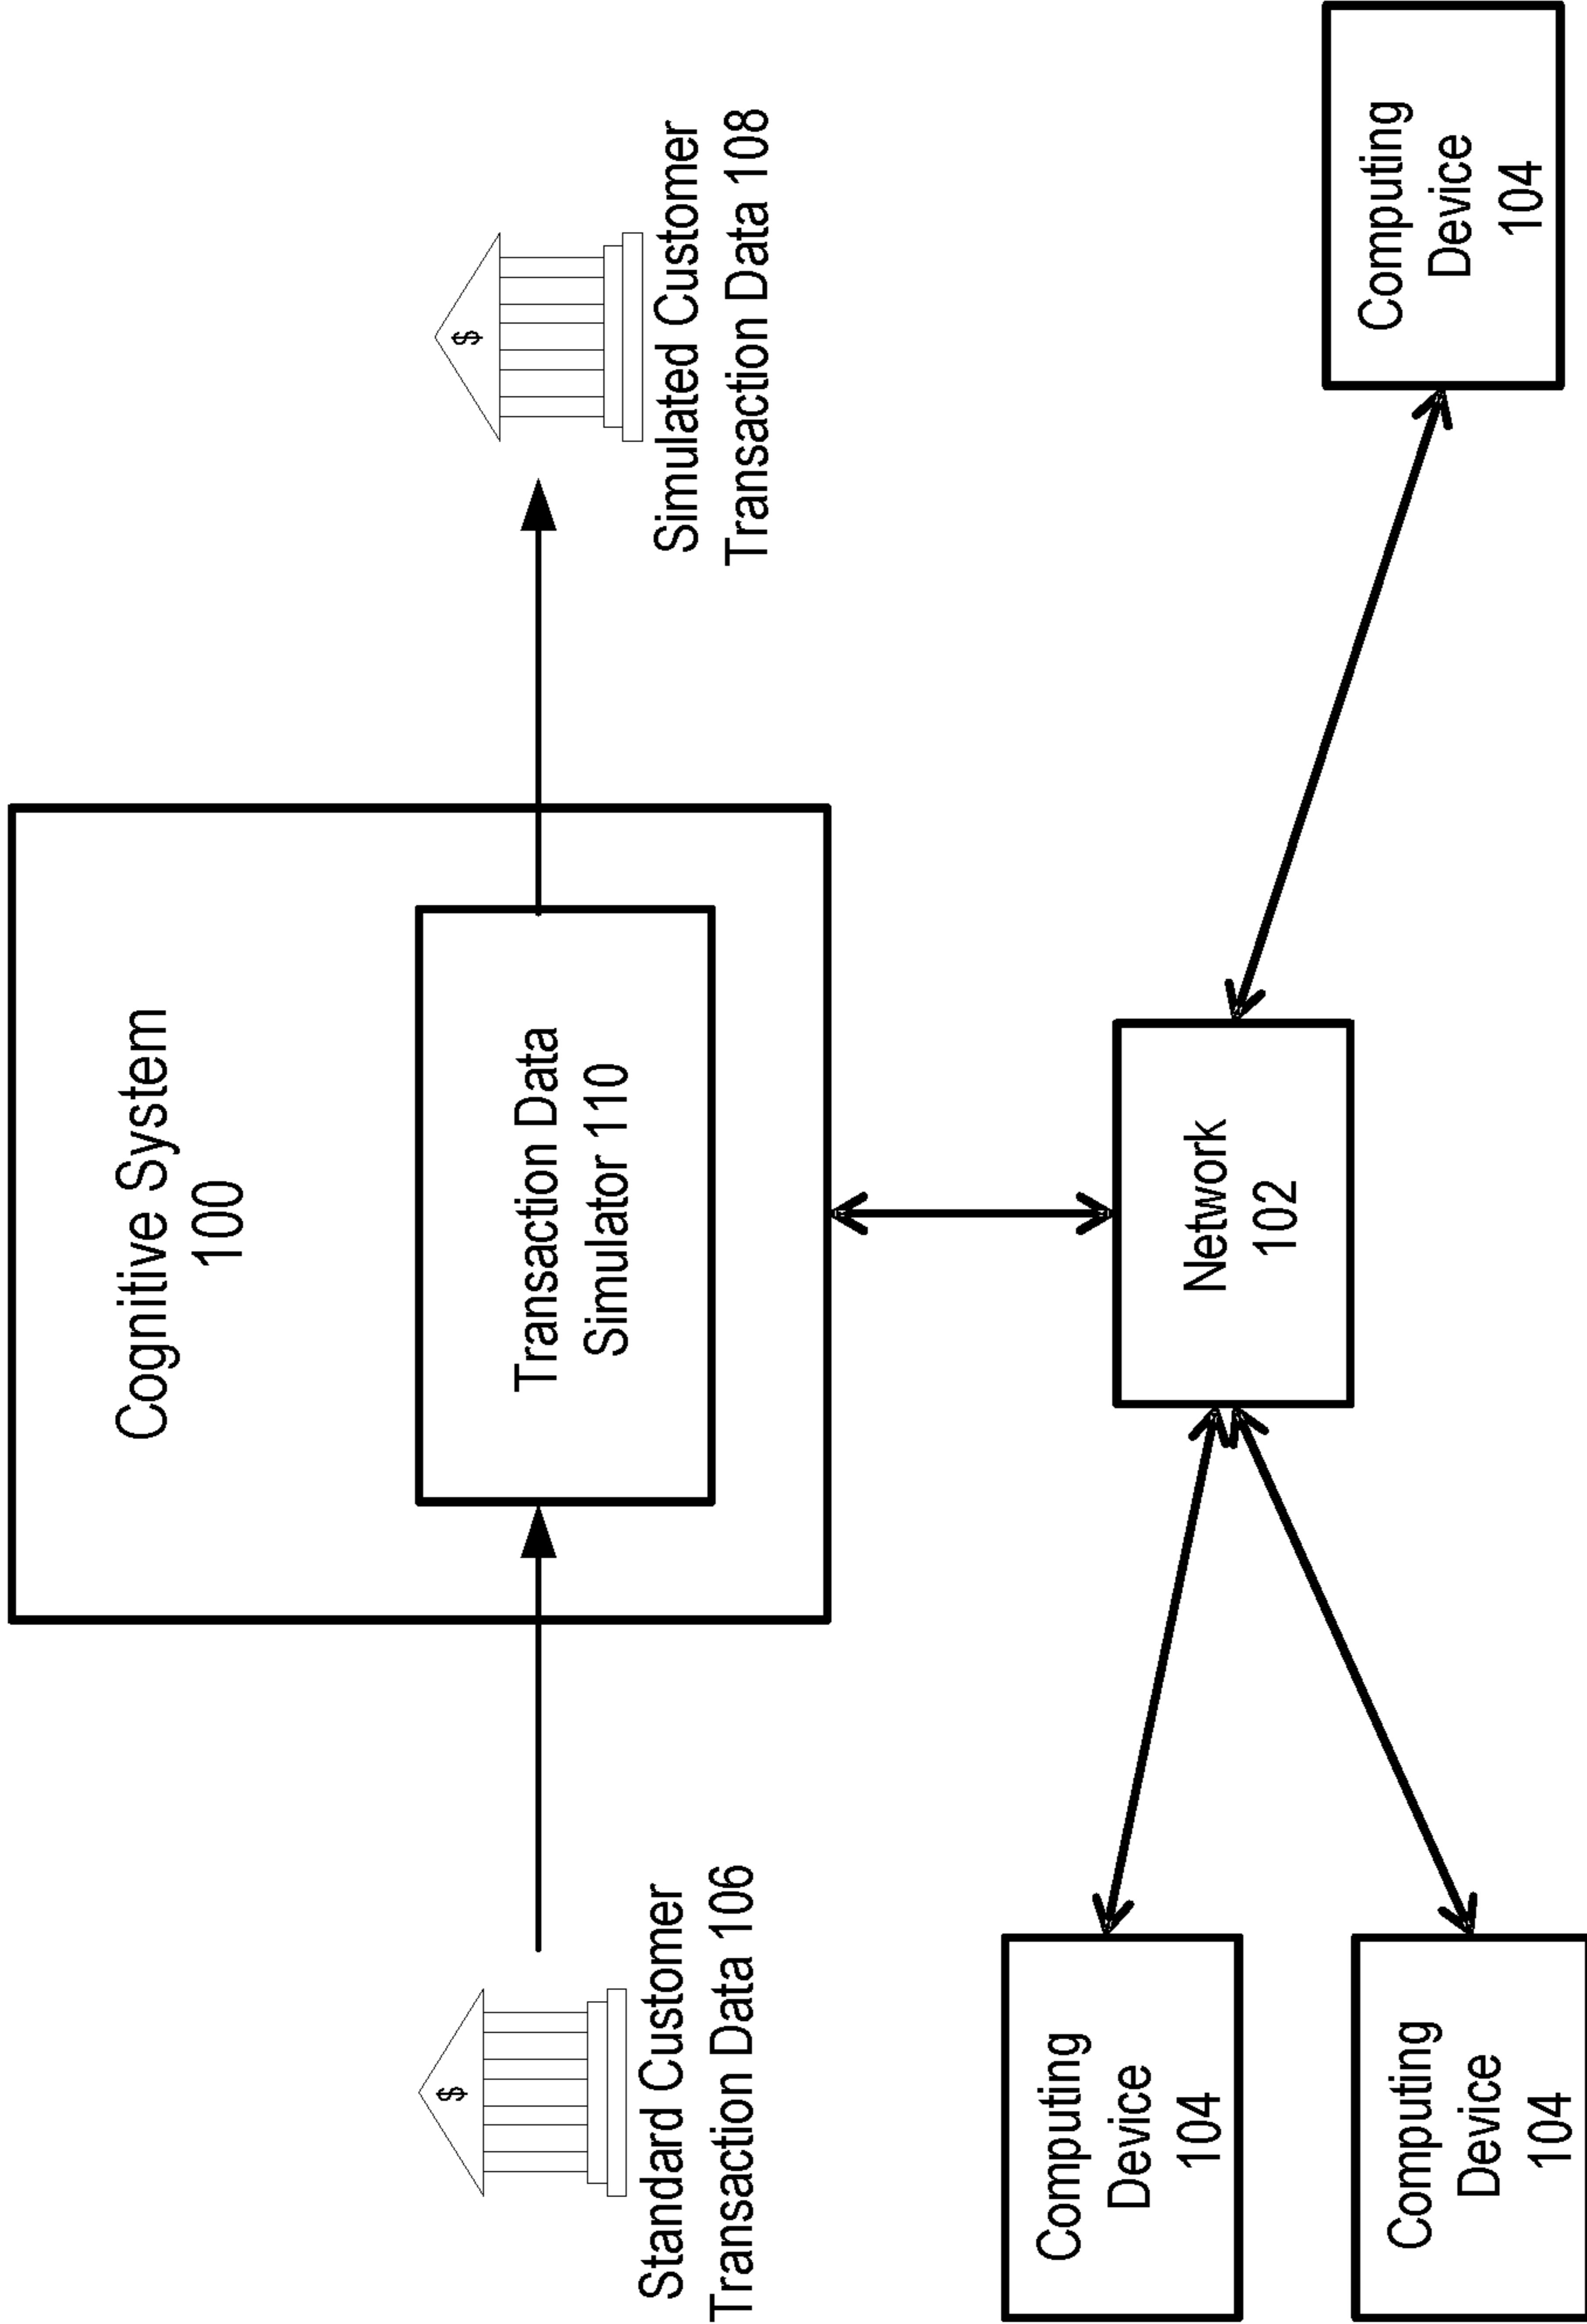 Cognitive System
100
Transaction Data
Simulator 110
$
Standard Customer
Transaction Data 106
$
Simulated Customer
Transaction Data 108
Network
102
Computing
Device
104
Computing
Device
104
Computing
Device
104